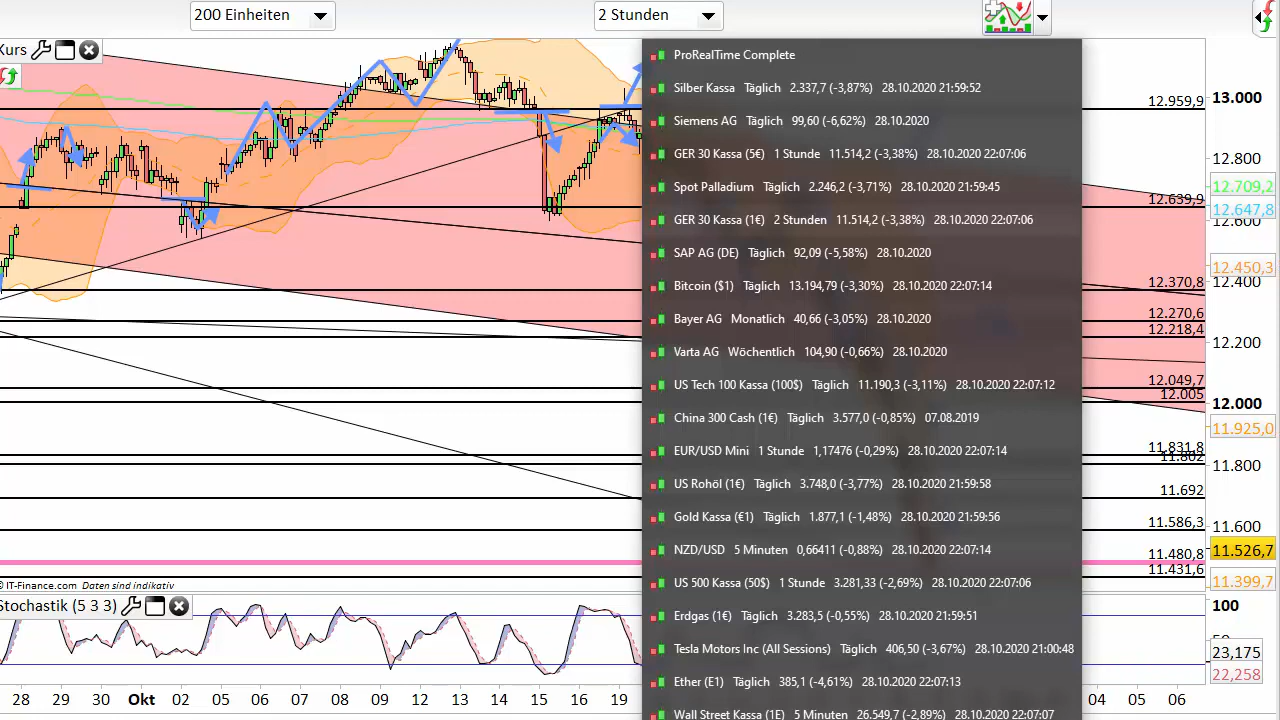 200 Einheiten
2 Stunden
Kurs
ProRealTime Complete
Silber Kassa Täglich 2.337,7 (-3,87%) 28.10.2020 21:59:52
Siemens AG Täglich 99,60 (-6,62%) 28.10.2020
GER 30 Kassa (5€) 1 Stunde 11.514,2 (-3,38%) 28.10.2020 22:07:06
Spot Palladium Täglich 2.246,2 (-3,71%) 28.10.2020 21:59:45
GER 30 Kassa (1€) 2 Stunden 11.514,2 (-3,38%) 28.10.2020 22:07:06
SAP AG (DE) Täglich 92,09 (-5,58%) 28.10.2020
Bitcoin ($1) Täglich 13.194,79 (-3,30%) 28.10.2020 22:07:14
Bayer AG Monatlich 40,66 (-3,05%) 28.10.2020
Varta AG Wöchentlich 104,90 (-0,66%) 28.10.2020
US Tech 100 Kassa (100$) Täglich 11.190,3 (-3,11%) 28.10.2020 22:07:12
China 300 Cash (1€) Täglich 3.577,0 (-0,85%) 07.08.2019
EUR/USD Mini 1 Stunde 1,17476 (-0,29%) 28.10.2020 22:07:14
US Rohöl (1€) Täglich 3.748,0 (-3,77%) 28.10.2020 21:59:58
Gold Kassa (€1) Täglich 1.877,1 (-1,48%) 28.10.2020 21:59:56
NZD/USD 5 Minuten 0,66411 (-0,88%) 28.10.2020 22:07:14
US 500 Kassa (50$) 1 Stunde 3.281,33 (-2,69%) 28.10.2020 22:07:06
Erdgas (1€) Täglich 3.283,5 (-0,55%) 28.10.2020 21:59:51
Tesla Motors Inc (All Sessions) Täglich 406,50 (-3,67%) 28.10.2020 21:00:48
Ether (E1) Täglich 385,1 (-4,61%) 28.10.2020 22:07:13
Wall Street Kassa (1E) 5 Minuten 26.549,7 (-2,89%) 28.10.2020 22:07:07
12.959,9
13.000
12.800
12.709,2
12.639,9
12.647,8
12.600
12.450,3
12.370,8
12.400
12.270,6
12.218,4
12.200
12.049,7
12.005
12.000
11.925,0
11.831,8
11.802
11.800
11.692
11.586,3
11.600
11.526,7
11.480,8
11.431,6
11.399,7
© IT-Finance.com Daten sind indikativ
Stochastik (5 3 3)
100
23,175
22,258
28 29 30 Okt 02 05 06 07 08 09 12 13 14 15 16 19 04 05 06